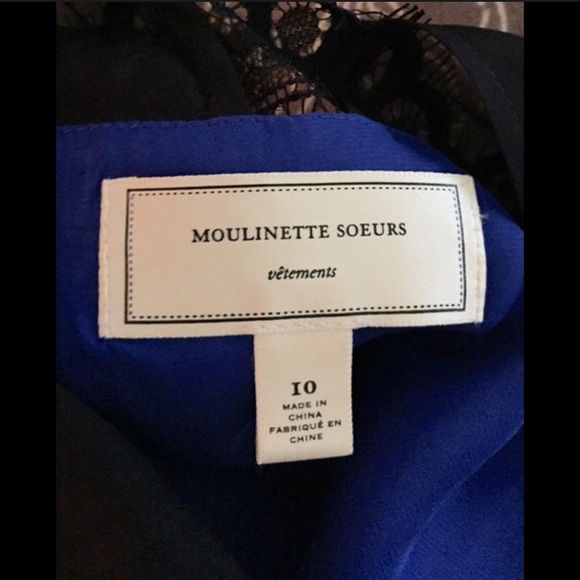 MOULINETTE SOEURS
vêtements
10
MADE IN
CHINA
FABRIQUÉ EN
CHINE